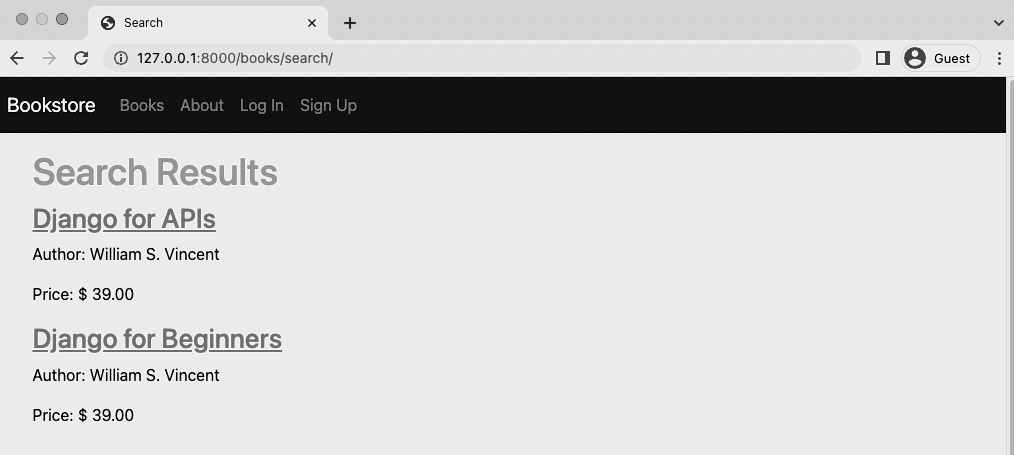 Search
127.0.0.1:8000/books/search/
Guest
Bookstore Books About Log In Sign Up
Search Results
Django for APIs
Author: William S. Vincent
Price: $ 39.00
Django for Beginners
Author: William S. Vincent
Price: $ 39.00